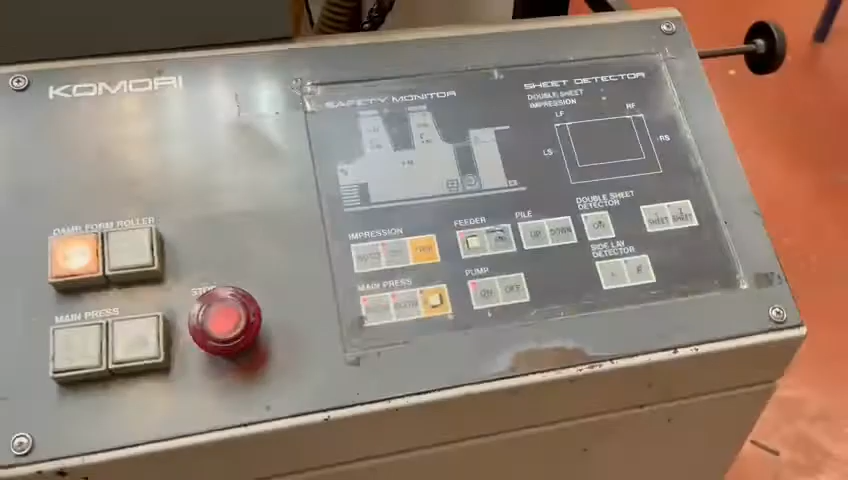 KOMORI
SAFETY MONITOR
SHEET DETECTOR
DOUBLE SHEET
IMPRESSION
LF
RF
LS
RS
DAMP FORM ROLLER
IMPRESSION
FEEDER
PILE
UP
DOWN
DOUBLE SHEET
DETECTOR
ON
SHEET
SHEET
SIDE LAY
DETECTOR
MAIN PRESS
PUMP
ON
OFF
MAIN PRESS
STOP